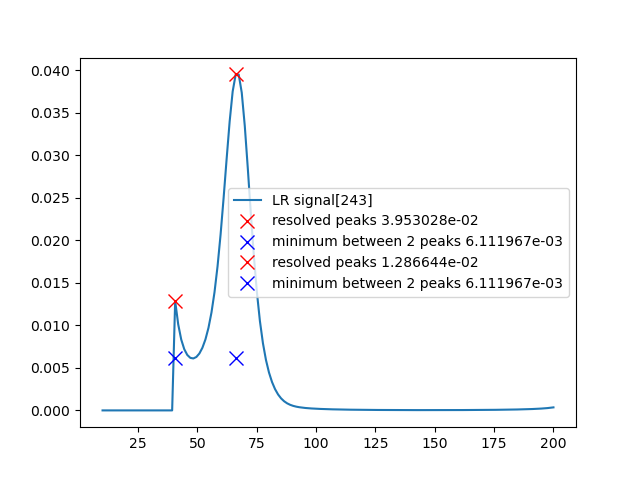 0.040
0.035
0.030
0.025
0.020
0.015
0.010
0.005
0.000
LR signal[243]
resolved peaks 3.953028e-02
minimum between 2 peaks 6.111967e-03
resolved peaks 1.286644e-02
minimum between 2 peaks 6.111967e-03
25 50 75 100 125 150 175 200